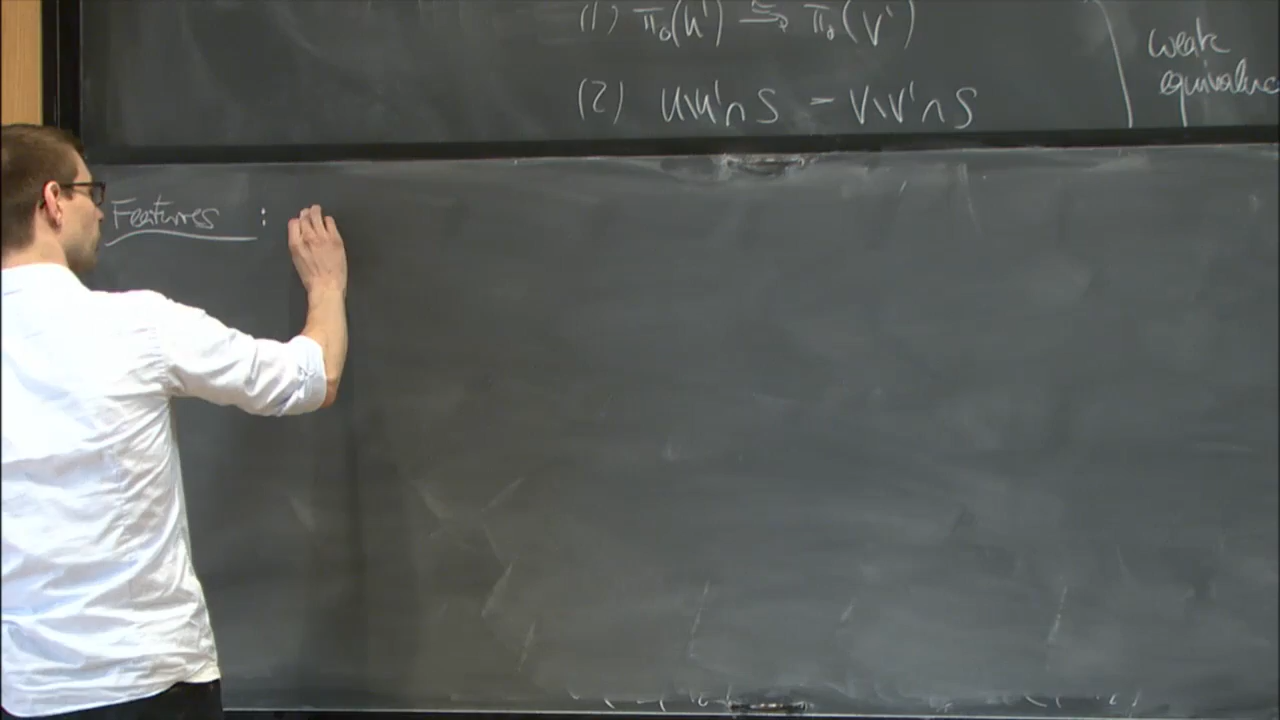 (1) π₀(U') ⥲ π₀(V')
(2) U\U'∩S = V\V'∩S
weak
equivalence
Features :